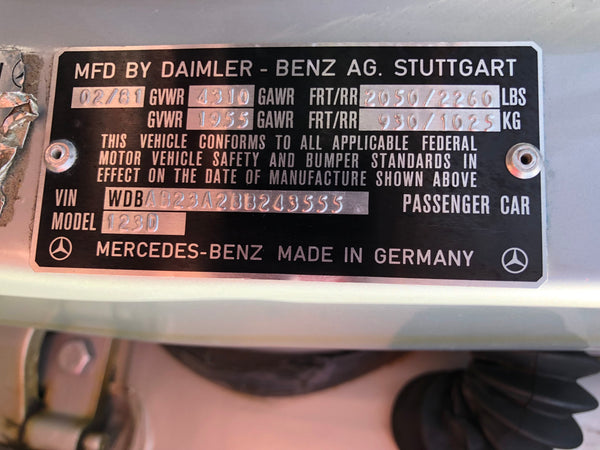 MFD BY DAIMLER - BENZ AG. STUTTGART
02/81 GVWR 4310 GAWR FRT/RR 2050/2260 LBS
GVWR 1955 GAWR FRT/RR 930/1025 KG
THIS VEHICLE CONFORMS TO ALL APPLICABLE FEDERAL
MOTOR VEHICLE SAFETY AND BUMPER STANDARDS IN
EFFECT ON THE DATE OF MANUFACTURE SHOWN ABOVE
VIN WDBAB23A2BB249555 PASSENGER CAR
MODEL 123D
MERCEDES-BENZ MADE IN GERMANY